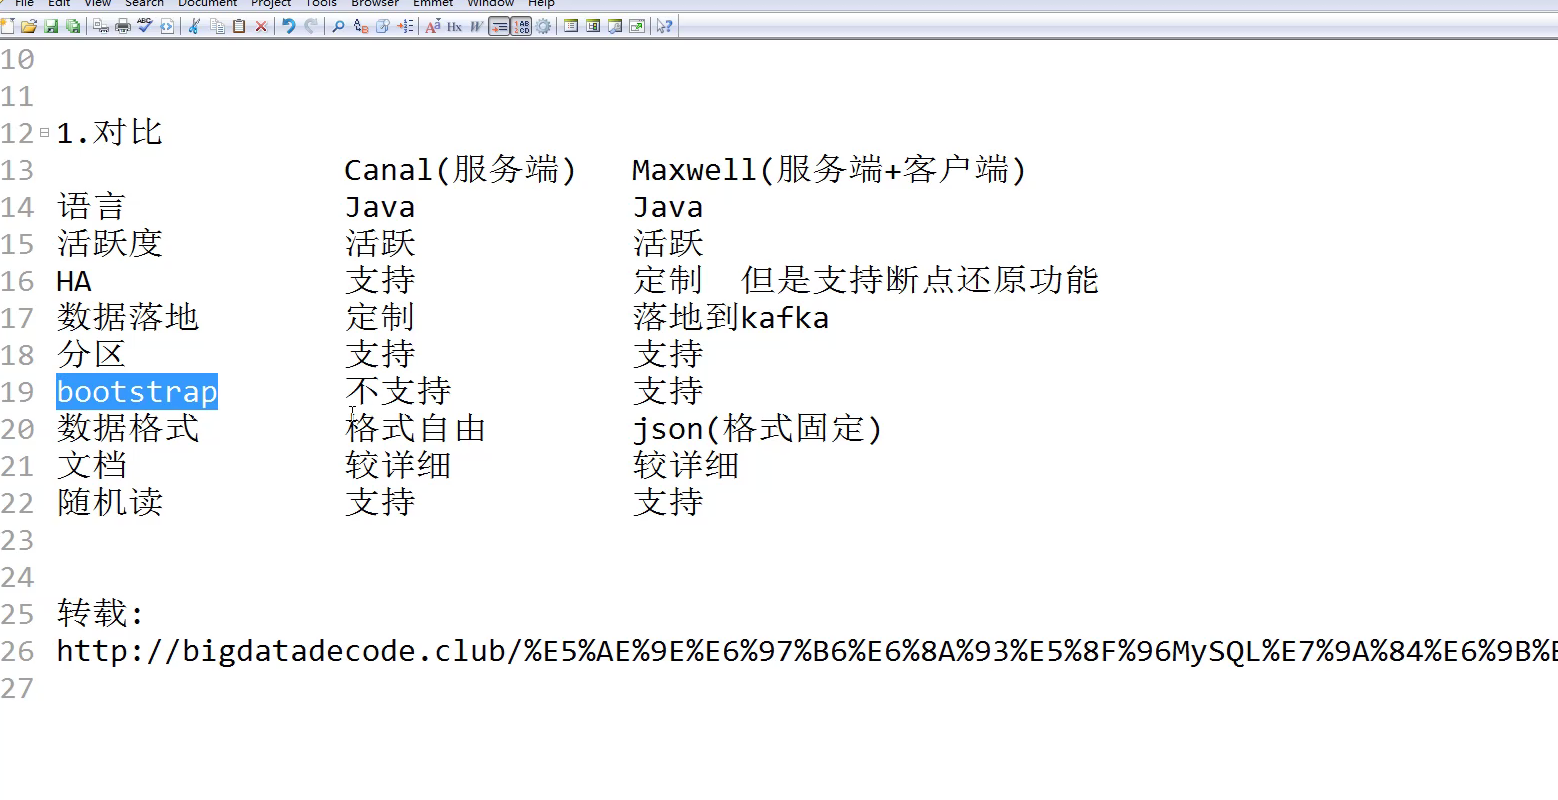 File Edit View Search Document Project Tools Browser Emmet Window Help
10
11
12 1.对比
13 Canal(服务端) Maxwell(服务端+客户端)
14 语言 Java Java
15 活跃度 活跃 活跃
16 HA 支持 定制 但是支持断点还原功能
17 数据落地 定制 落地到kafka
18 分区 支持 支持
19 bootstrap 不支持 支持
20 数据格式 格式自由 json(格式固定)
21 文档 较详细 较详细
22 随机读 支持 支持
23
24
25 转载:
26 http://bigdatadecode.club/%E5%AE%9E%E6%97%B6%E6%8A%93%E5%8F%96MySQL%E7%9A%84%E6%9B%
27